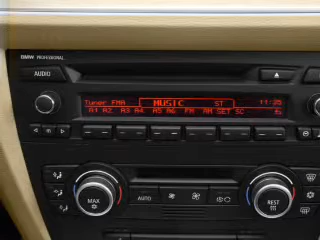 BMW PROFESSIONAL
AUDIO
Tuner FMA MUSIC ST 11:35
A1 A2 A3 A4 A5 A6 FM AM SET SC
MAX AUTO REST